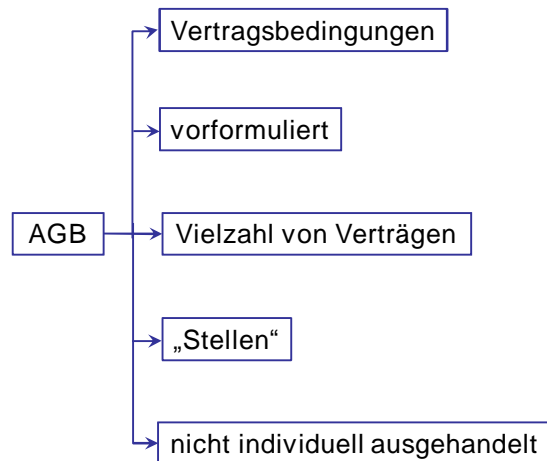 Vertragsbedingungen
vorformuliert
AGB
Vielzahl von Verträgen
„Stellen“
nicht individuell ausgehandelt